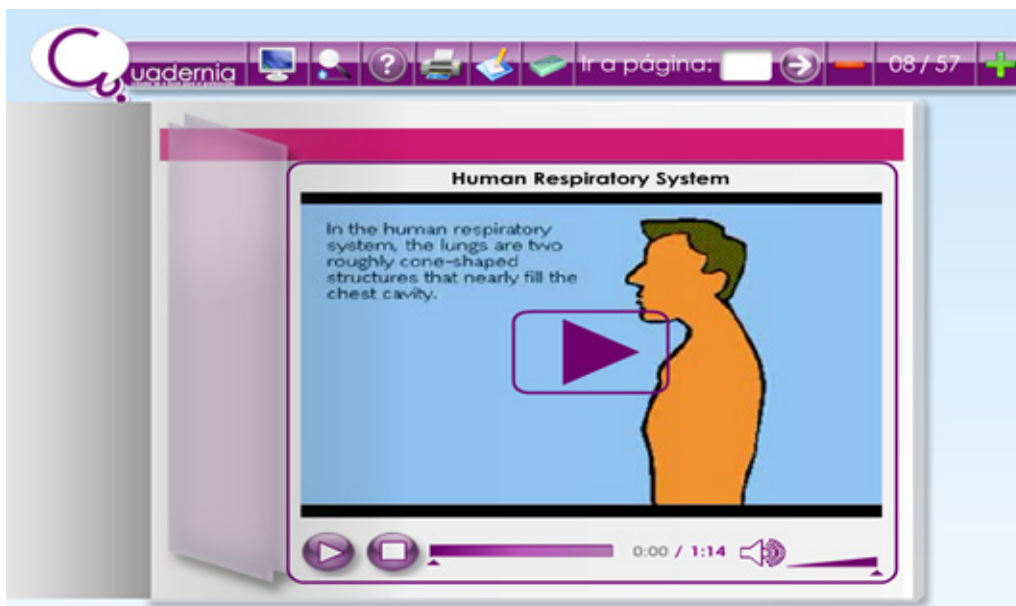 Cuadernia
Ir a página:
08 / 57
Human Respiratory System
In the human respiratory
system, the lungs are two
roughly cone-shaped
structures that nearly fill the
chest cavity.
0:00 / 1:14